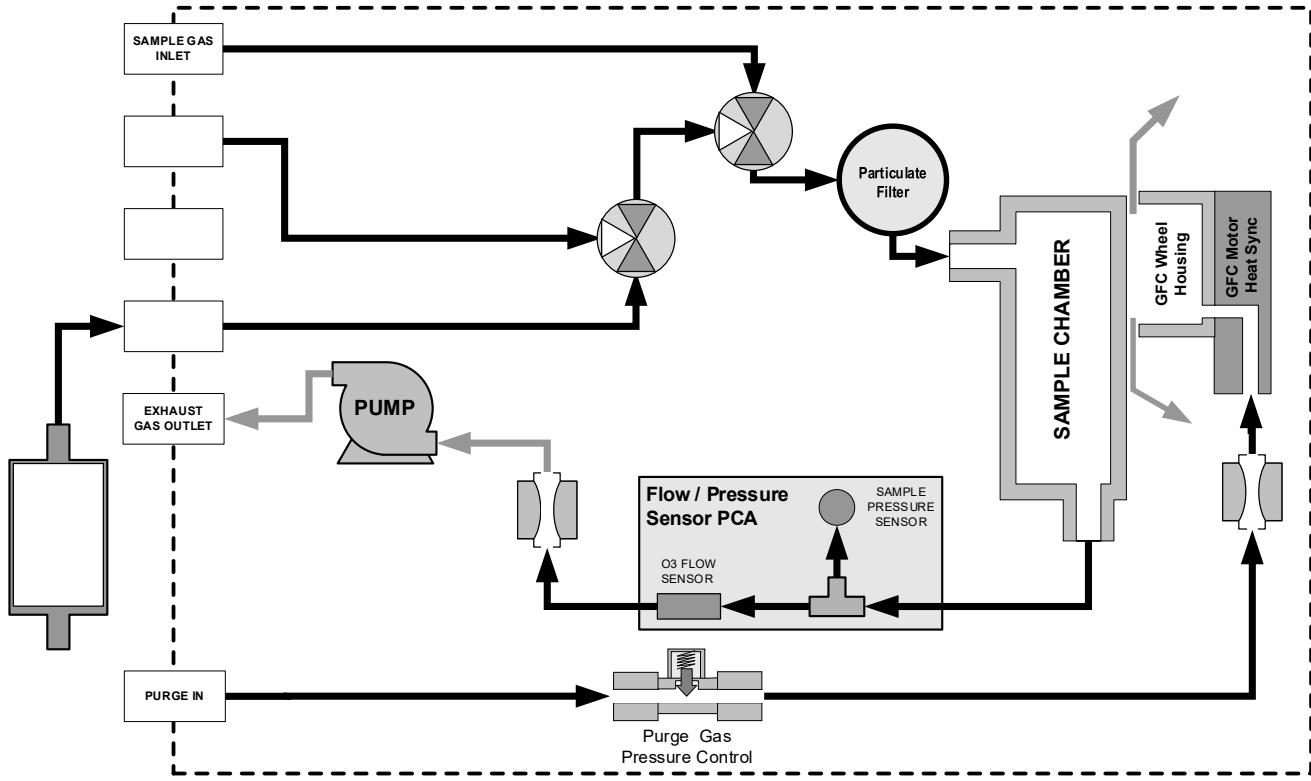 SAMPLE GAS
INLET
Particulate
Filter
SAMPLE CHAMBER
GFC Wheel
Housing
GFC Motor
Heat Sync
EXHAUST
GAS OUTLET
PUMP
Flow / Pressure
Sensor PCA
SAMPLE
PRESSURE
SENSOR
O3 FLOW
SENSOR
PURGE IN
Purge Gas
Pressure Control